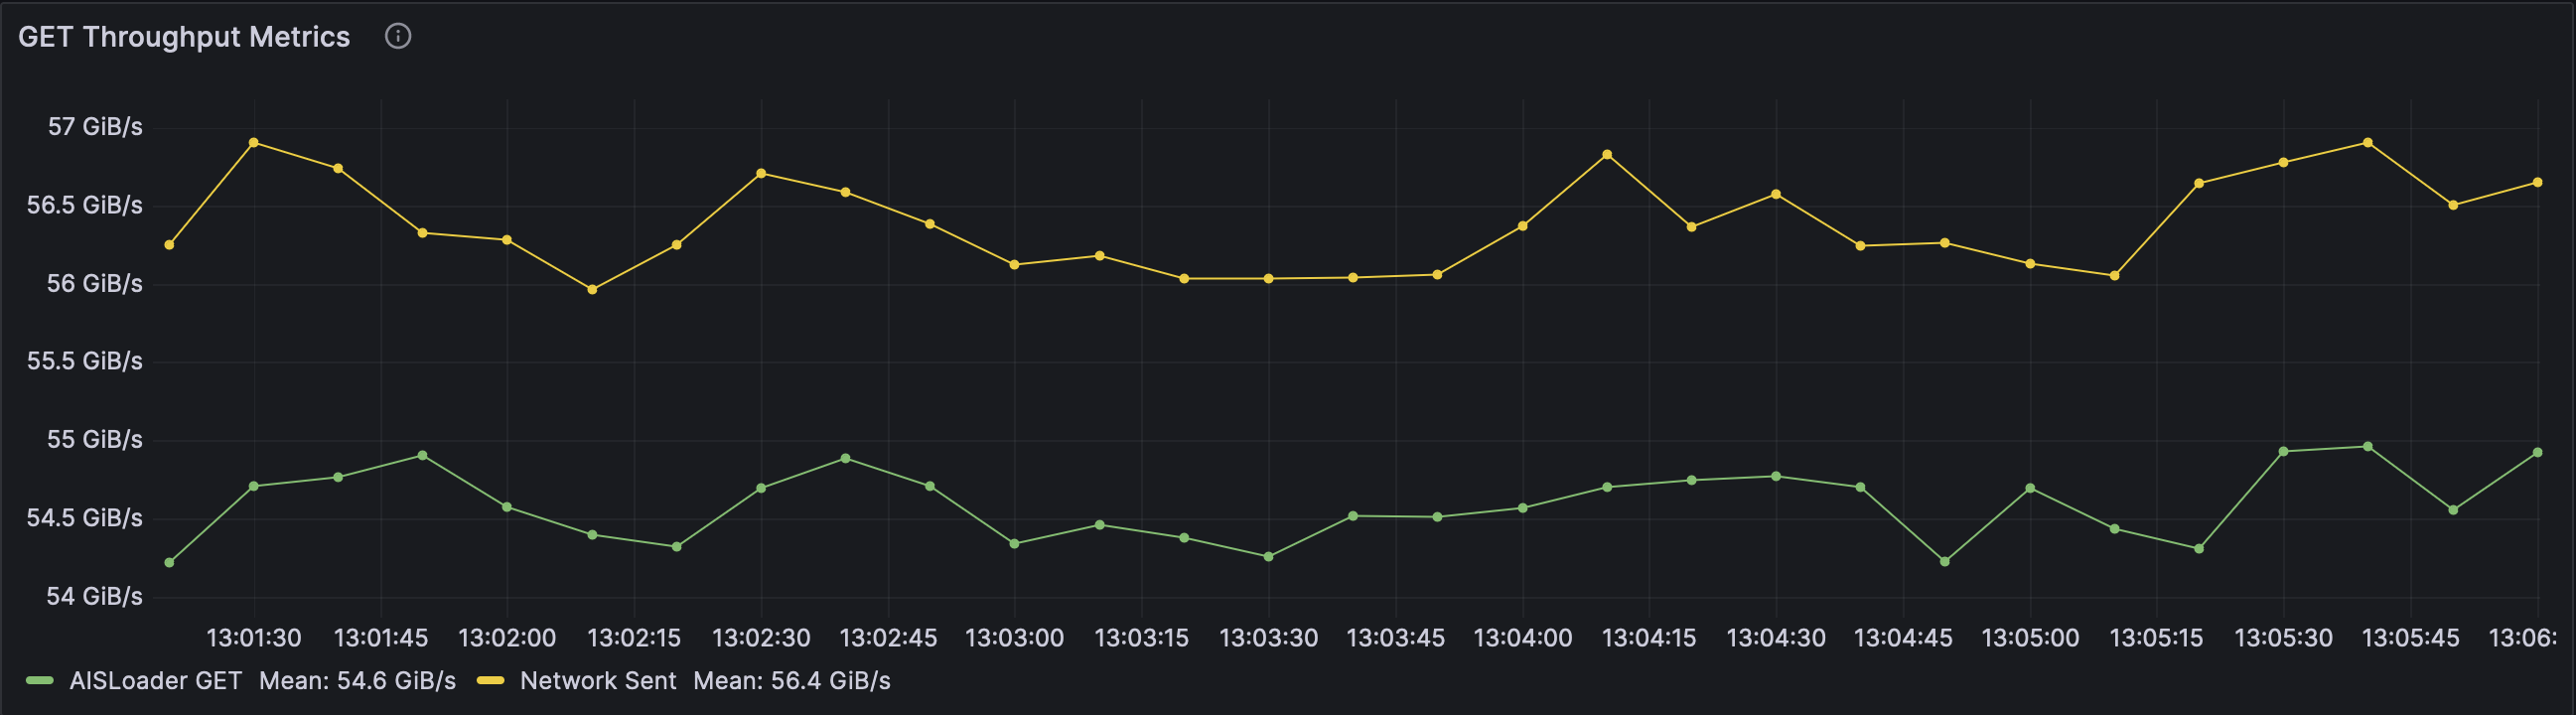 GET Throughput Metrics
57 GiB/s
56.5 GiB/s
56 GiB/s
55.5 GiB/s
55 GiB/s
54.5 GiB/s
54 GiB/s
13:01:30 13:01:45 13:02:00 13:02:15 13:02:30 13:02:45 13:03:00 13:03:15 13:03:30 13:03:45 13:04:00 13:04:15 13:04:30 13:04:45 13:05:00 13:05:15 13:05:30 13:05:45 13:06:
AISLoader GET Mean: 54.6 GiB/s Network Sent Mean: 56.4 GiB/s